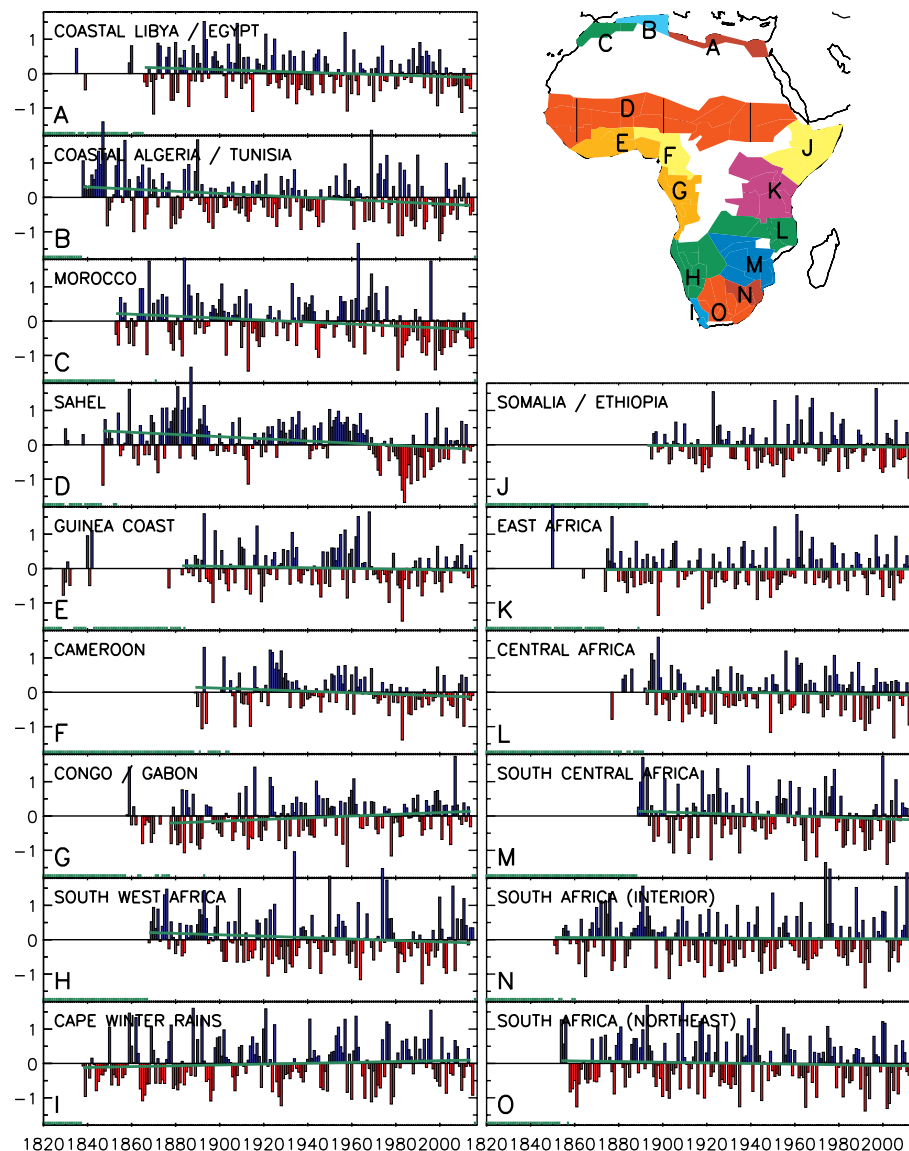 COASTAL LIBYA / EGYPT
1
0
−1
A
COASTAL ALGERIA / TUNISIA
1
0
−1
B
MOROCCO
1
0
−1
C
SAHEL
1
0
−1
D
GUINEA COAST
1
0
−1
E
CAMEROON
1
0
−1
F
CONGO / GABON
1
0
−1
G
SOUTH WEST AFRICA
1
0
−1
H
CAPE WINTER RAINS
1
0
−1
I
1820 1840 1860 1880 1900 1920 1940 1960 1980 2000
C B A
D
E F J
G K
L
H M
N
I O
SOMALIA / ETHIOPIA
J
EAST AFRICA
K
CENTRAL AFRICA
L
SOUTH CENTRAL AFRICA
M
SOUTH AFRICA (INTERIOR)
N
SOUTH AFRICA (NORTHEAST)
O
820 1840 1860 1880 1900 1920 1940 1960 1980 2000